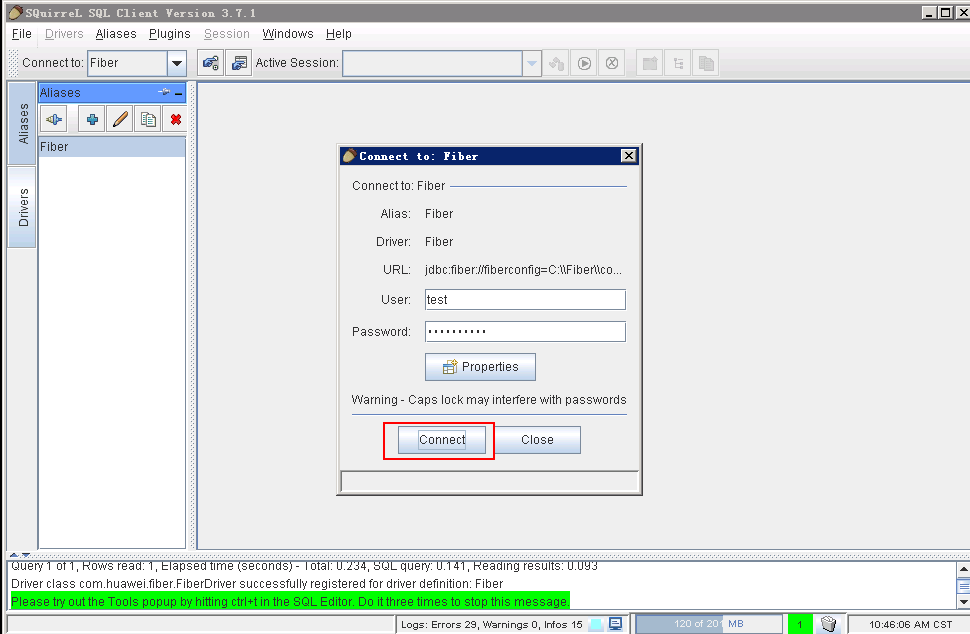 SQuirreL SQL Client Version 3.7.1
File Drivers Aliases Plugins Session Windows Help
Connect to: Fiber Active Session:
Aliases
Aliases
Fiber
Drivers
Connect to: Fiber
Connect to: Fiber
Alias: Fiber
Driver: Fiber
URL: jdbc:fiber://fiberconfig=C:\\Fiber\\co...
User: test
Password: ••••••••••
Properties
Warning - Caps lock may interfere with passwords
Connect Close
Query 1 of 1, Rows read: 1, Elapsed time (seconds) - Total: 0.234, SQL query: 0.141, Reading results: 0.093
Driver class com.huawei.fiber.FiberDriver successfully registered for driver definition: Fiber
Please try out the Tools popup by hitting ctrl+t in the SQL Editor. Do it three times to stop this message.
Logs: Errors 29, Warnings 0, Infos 15 120 of 201 MB 1 10:46:06 AM CST